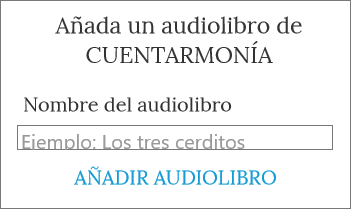 Añada un audiolibro de
CUENTARMONÍA
Nombre del audiolibro
Ejemplo: Los tres cerditos
AÑADIR AUDIOLIBRO